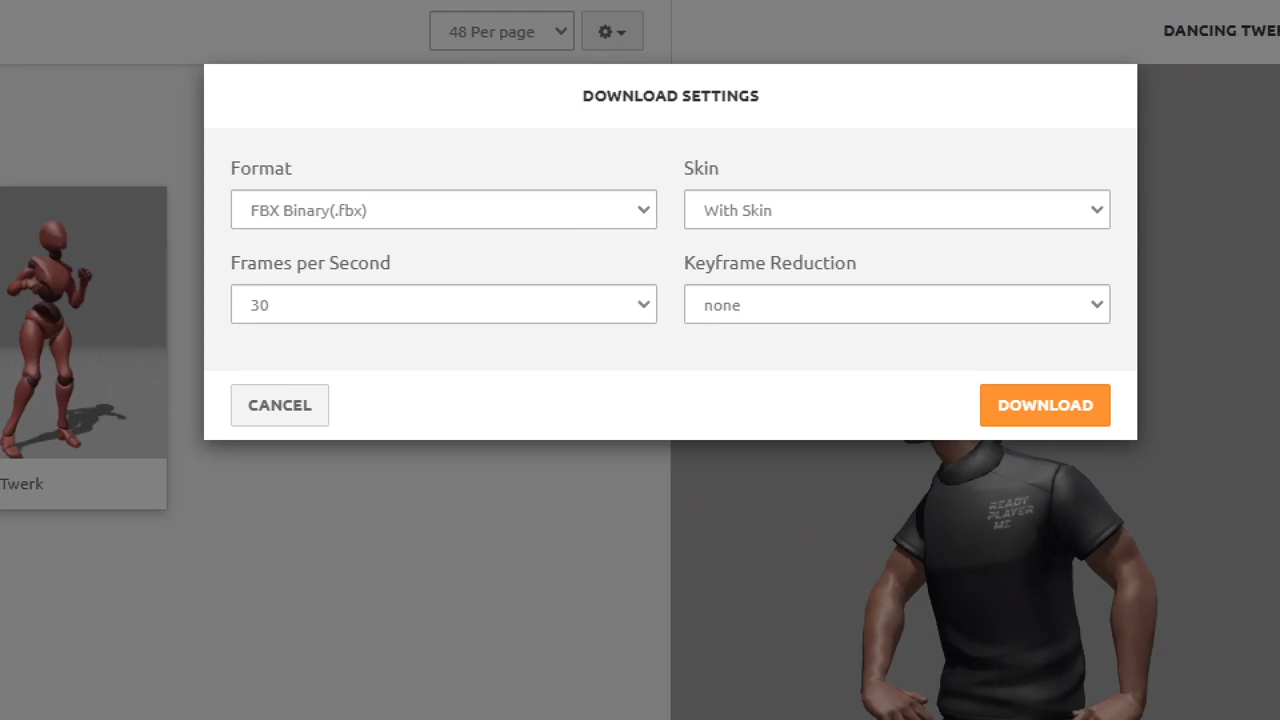 48 Per page
DANCING TWE
DOWNLOAD SETTINGS
Format
Skin
FBX Binary(.fbx)
With Skin
Frames per Second
Keyframe Reduction
30
none
CANCEL
DOWNLOAD
Twerk
READY
PLAYER
ME